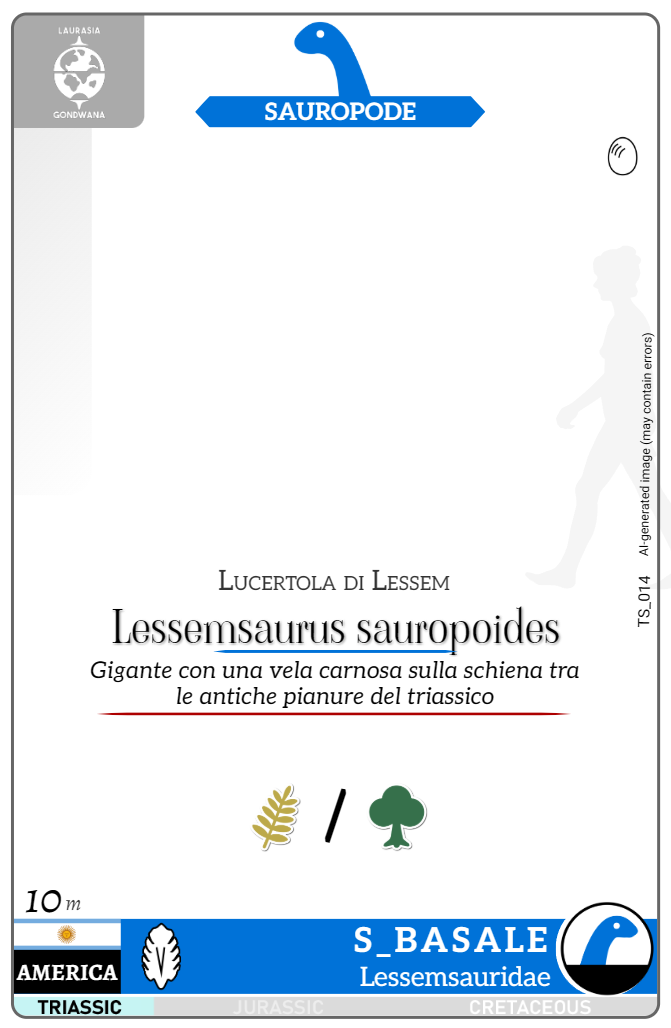 LAURASIA
GONDWANA
SAUROPODE
AI-generated image (may contain errors)
TS_014
Lucertola di Lessem
Lessemsaurus sauropoides
Gigante con una vela carnosa sulla schiena tra
le antiche pianure del triassico
/
10 m
AMERICA
S_BASALE
Lessemsauridae
TRIASSIC
JURASSIC
CRETACEOUS